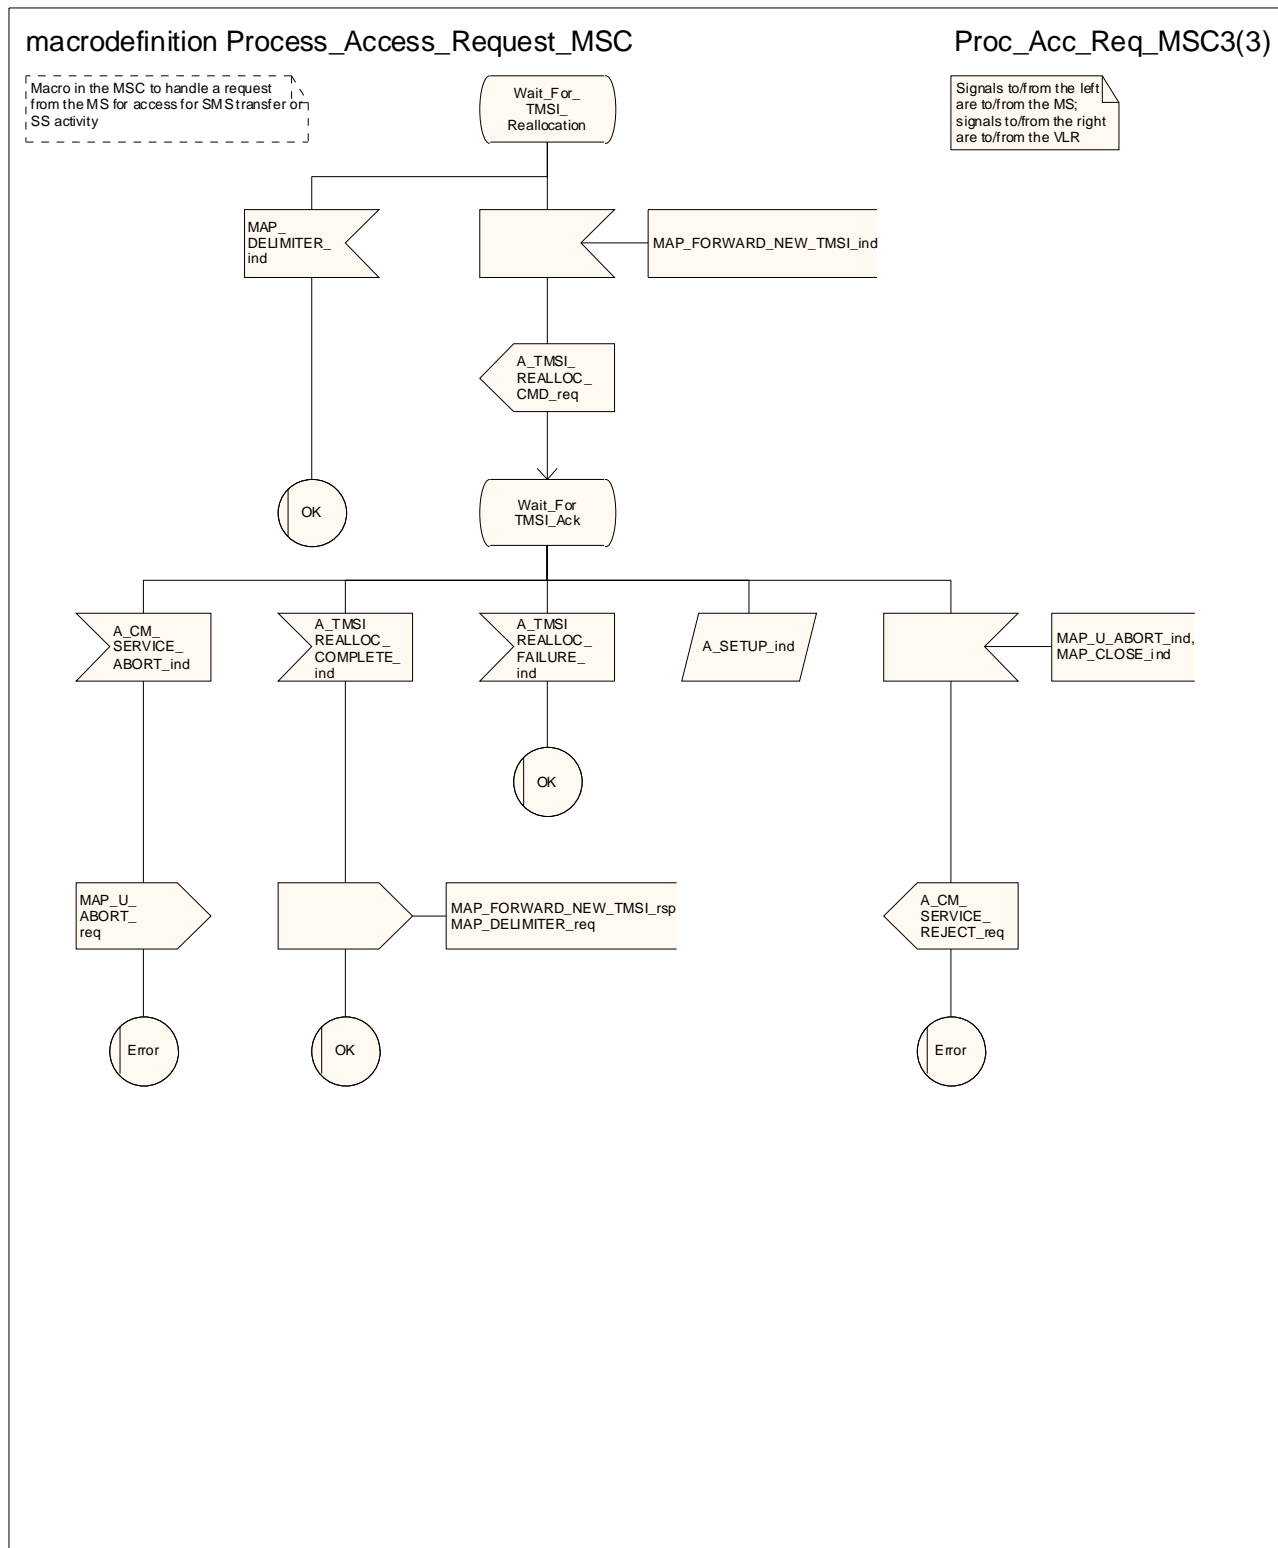 macrodefinition Process_Access_Request_MSC
Proc_Acc_Req_MSC3(3)
Macro in the MSC to handle a request
from the MS for access for SMS transfer or
SS activity
Wait_For_
TMSI_
Reallocation
Signals to/from the left
are to/from the MS;
signals to/from the right
are to/from the VLR
MAP_
DELIMITER_
ind
MAP_FORWARD_NEW_TMSI_ind
A_TMSI_
REALLOC_
CMD_req
OK
Wait_For
TMSI_Ack
A_CM_
SERVICE_
ABORT_ind
A_TMSI
REALLOC_
COMPLETE_
ind
A_TMSI
REALLOC_
FAILURE_
ind
A_SETUP_ind
MAP_U_ABORT_ind,
MAP_CLOSE_ind
OK
MAP_U_
ABORT_
req
MAP_FORWARD_NEW_TMSI_rsp
MAP_DELIMITER_req
A_CM_
SERVICE_
REJECT_req
Error
OK
Error